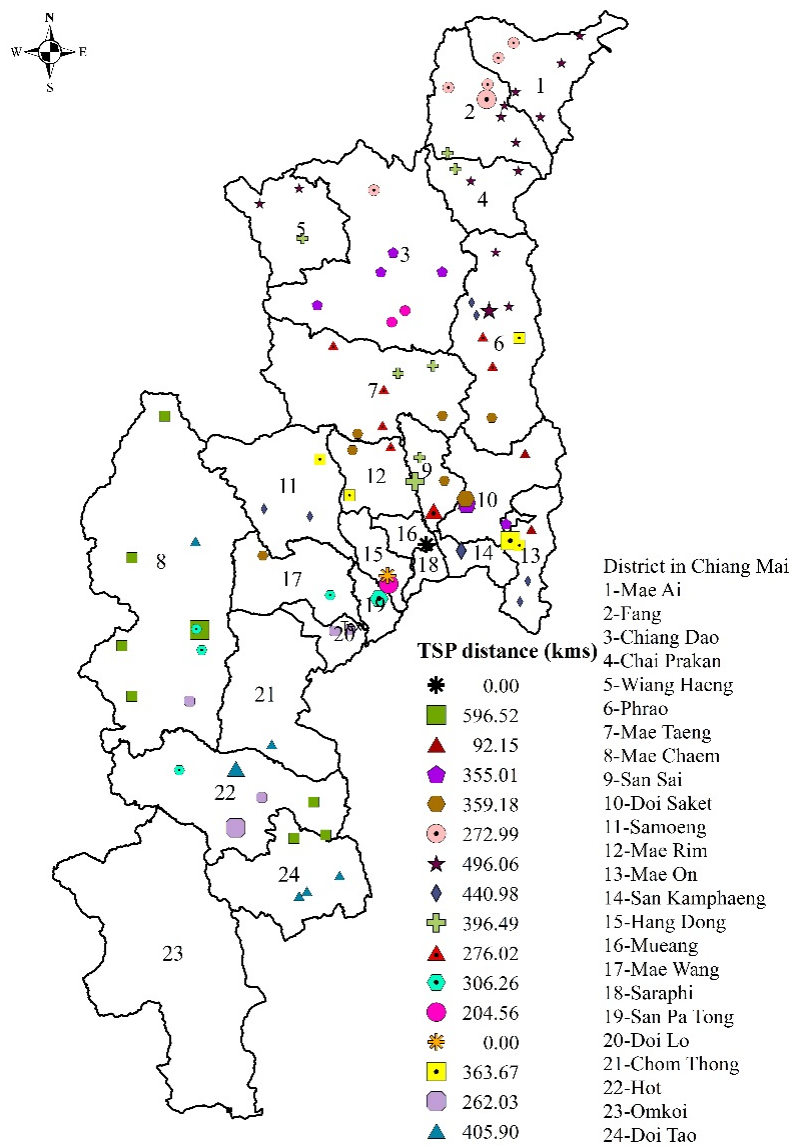 N
W E
S
1
2
4
5
3
6
7
9
12
11
10
16
8
15
14
13
18
17
19
20
21
22
24
23
TSP distance (kms)
0.00
596.52
92.15
355.01
359.18
272.99
496.06
440.98
396.49
276.02
306.26
204.56
0.00
363.67
262.03
405.90
District in Chiang Mai
1-Mae Ai
2-Fang
3-Chiang Dao
4-Chai Prakan
5-Wiang Haeng
6-Phrao
7-Mae Taeng
8-Mae Chaem
9-San Sai
10-Doi Saket
11-Samoeng
12-Mae Rim
13-Mae On
14-San Kamphaeng
15-Hang Dong
16-Mueang
17-Mae Wang
18-Saraphi
19-San Pa Tong
20-Doi Lo
21-Chom Thong
22-Hot
23-Omkoi
24-Doi Tao